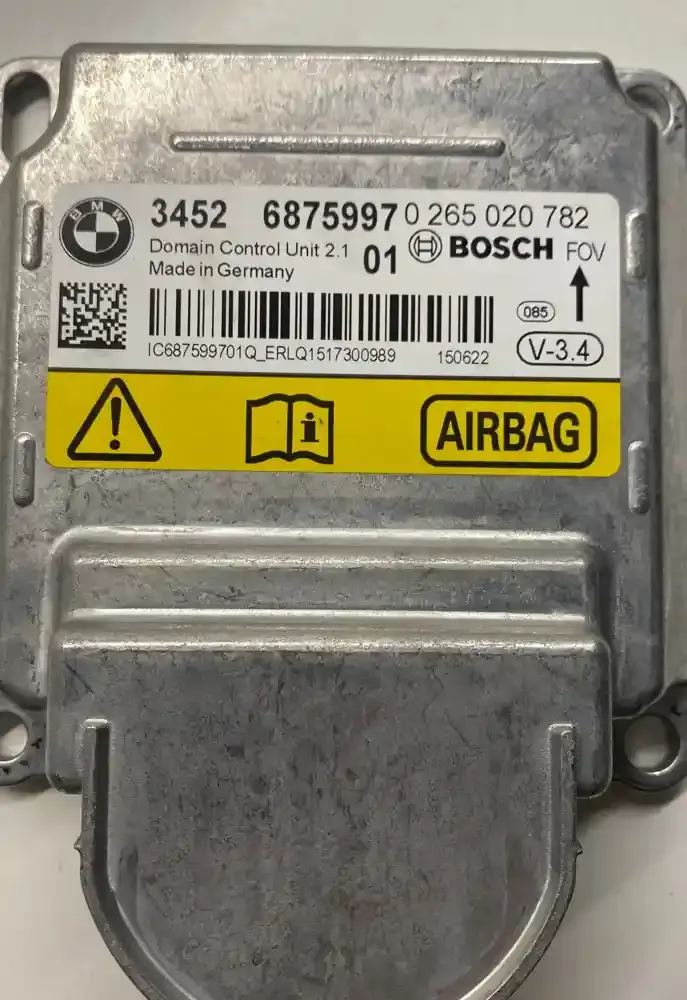 BMW
3452 6875997 0 265 020 782
Domain Control Unit 2.1 01 BOSCH FOV
Made in Germany
085
IC687599701Q_ERLQ1517300989 150622 V-3.4
i AIRBAG